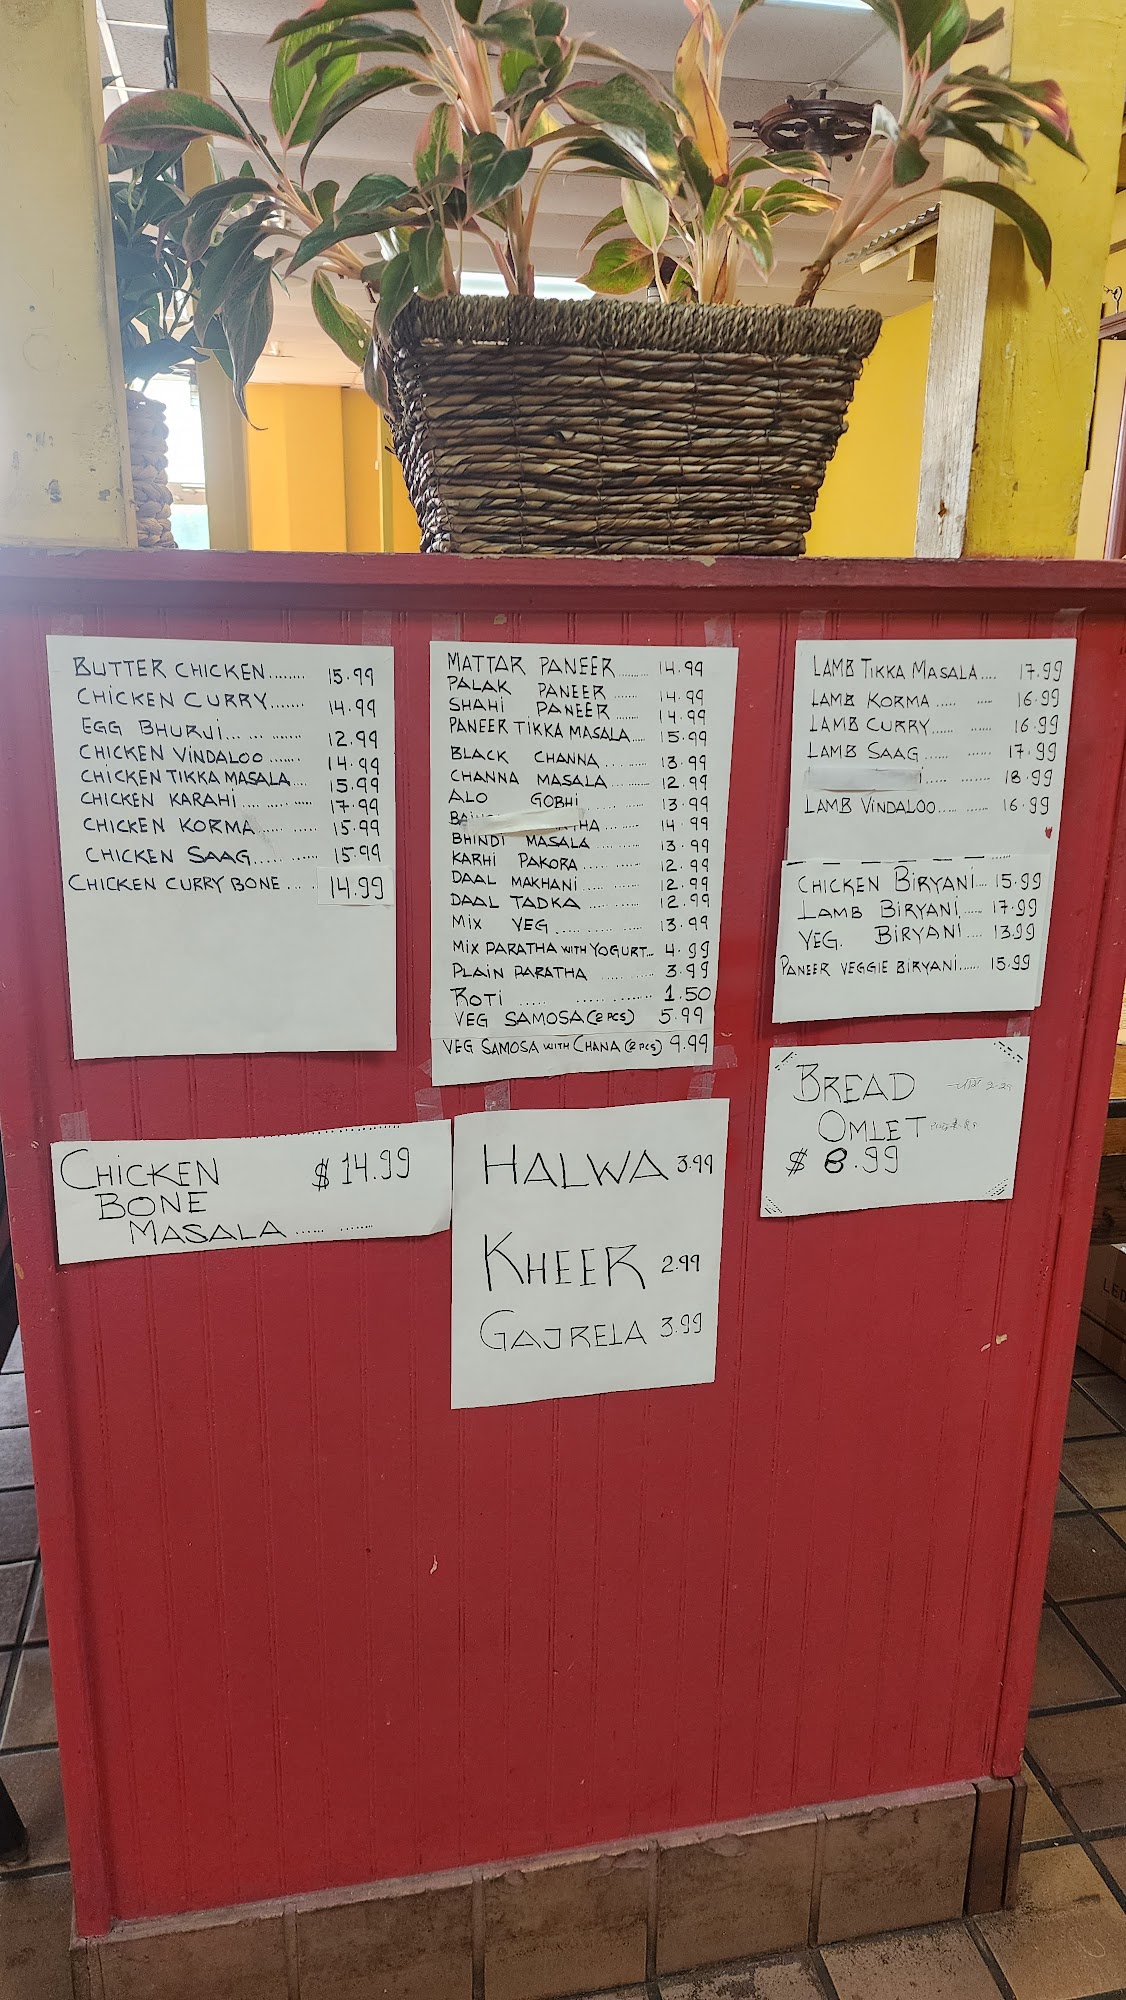 BUTTER CHICKEN........ 15.99
CHICKEN CURRY....... 14.99
EGG BHURJI... ... ....... 12.99
CHICKEN VINDALOO... ..... 14.99
CHICKEN TIKKA MASALA.... 15.99
CHICKEN KARAHI .... ..... .... 17.99
CHICKEN KORMA ...... ..... 15.99
CHICKEN SAAG...... ...... 15.99
CHICKEN CURRY BONE .... . 14.99
MATTAR PANEER ......... 14.99
PALAK PANEER ........ 14.99
SHAHI PANEER ........ 14.99
PANEER TIKKA MASALA..... 15.99
BLACK CHANNA ......... 13.99
CHANNA MASALA ......... 12.99
ALO GOBHI ..... ....... 13.99
14.99
BHINDI MASALA ......... 13.99
KARHI PAKORA ......... 12.99
DAAL MAKHANI ..... ...... 12.99
DAAL TADKA ..... ...... 12.99
MIX VEG ...... ..... ..... 13.99
MIX PARATHA WITH YOGURT... 4.99
PLAIN PARATHA ..... ...... 3.99
ROTI ..... ...... ......... 1.50
VEG SAMOSA (2 PCS) 5.99
VEG SAMOSA WITH CHANA (2 PCS) 9.99
LAMB TIKKA MASALA.... 17.99
LAMB KORMA ..... ..... 16.99
LAMB CURRY...... ...... 16.99
LAMB SAAG ...... ...... 17.99
18.99
LAMB VINDALOO..... ...... 16.99
CHICKEN BIRYANI... 15.99
LAMB BIRYANI..... 17.99
VEG. BIRYANI..... 13.99
PANEER VEGGIE BIRYANI...... 15.99
BREAD
OMLET
$ 8.99
CHICKEN $ 14.99
BONE
MASALA ...... .......
HALWA 3.99
KHEER 2.99
GAJRELA 3.99